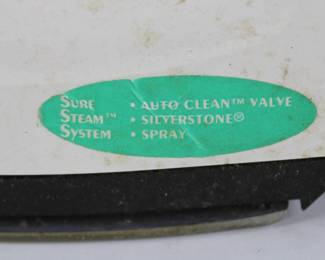 SURE • AUTO CLEAN™ VALVE
STEAM™ • SILVERSTONE®
SYSTEM • SPRAY